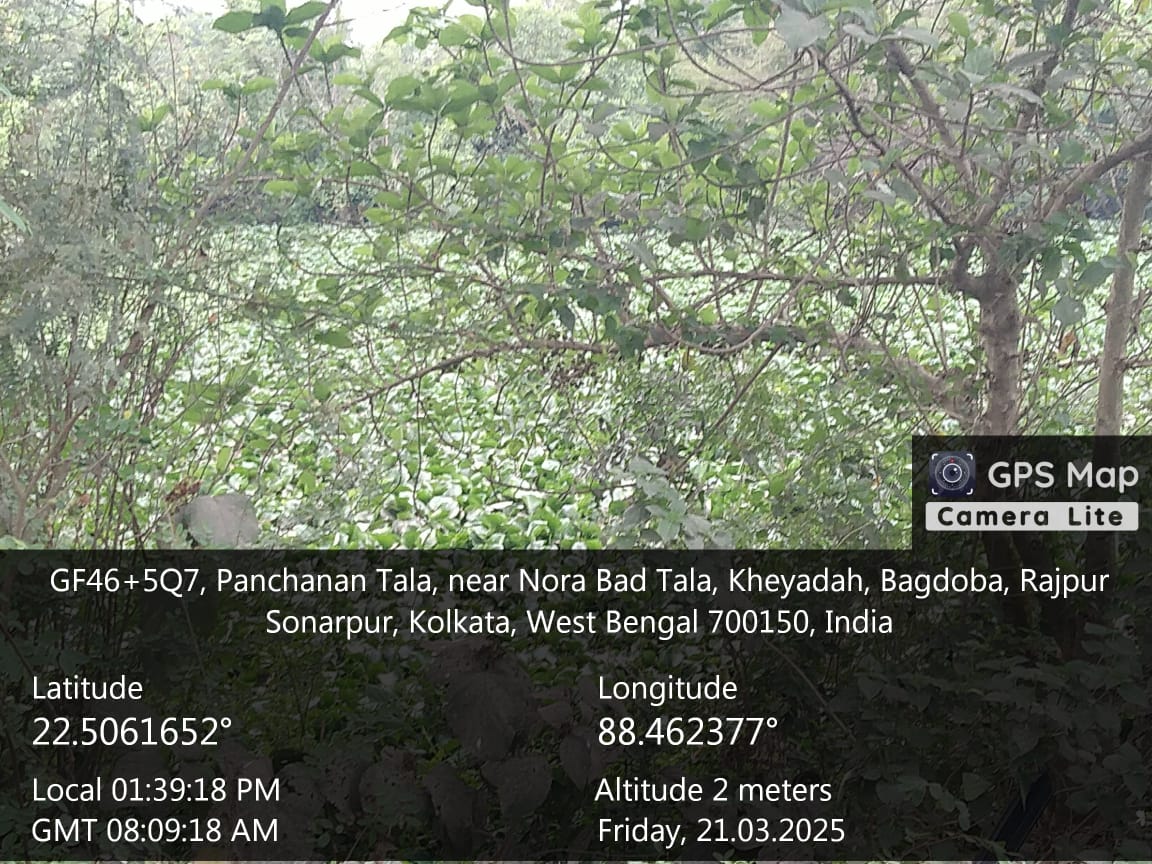 GPS Map
Camera Lite
GF46+5Q7, Panchanan Tala, near Nora Bad Tala, Kheyadah, Bagdoba, Rajpur
Sonarpur, Kolkata, West Bengal 700150, India
Latitude
22.5061652°
Longitude
88.462377°
Local 01:39:18 PM
GMT 08:09:18 AM
Altitude 2 meters
Friday, 21.03.2025